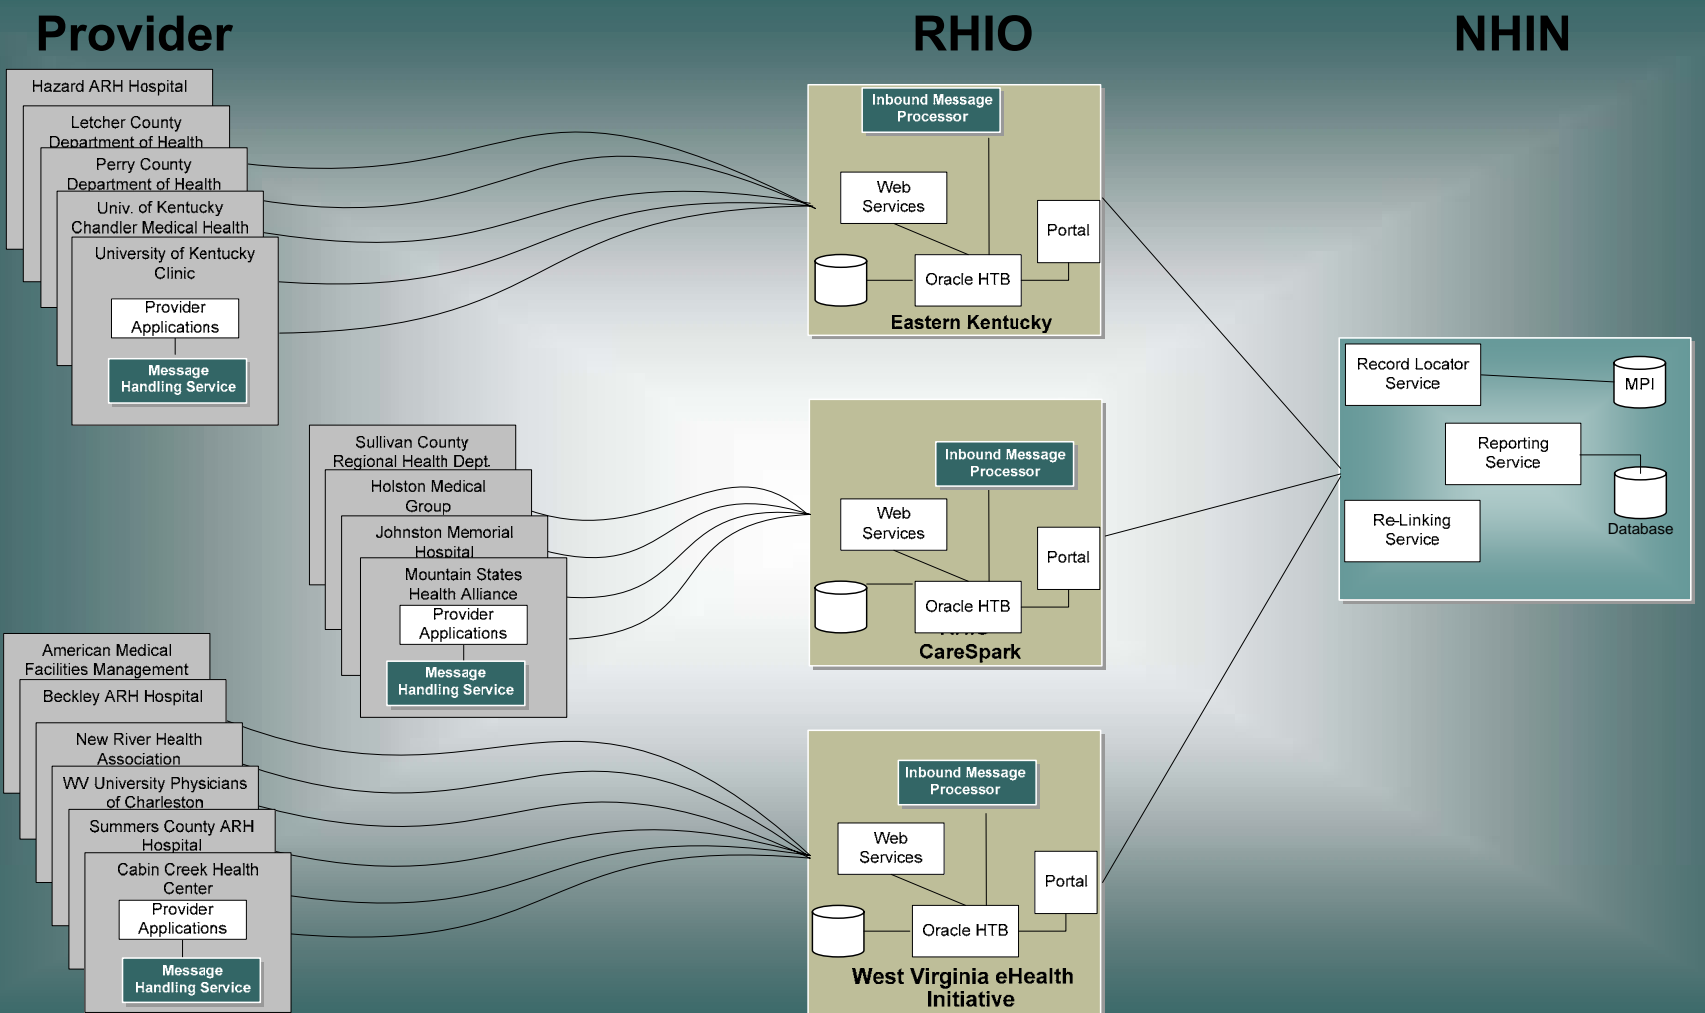 Provider
RHIO
NHIN
Hazard ARH Hospital
Letcher County
Department of Health
Perry County
Department of Health
Univ. of Kentucky
Chandler Medical Health
University of Kentucky
Clinic
Provider
Applications
Message
Handling Service
Sullivan County
Regional Health Dept.
Holston Medical
Group
Johnston Memorial
Hospital
Mountain States
Health Alliance
Provider
Applications
Message
Handling Service
American Medical
Facilities Management
Beckley ARH Hospital
New River Health
Association
WV University Physicians
of Charleston
Summers County ARH
Hospital
Cabin Creek Health
Center
Provider
Applications
Message
Handling Service
Inbound Message
Processor
Web
Services
Portal
Oracle HTB
Eastern Kentucky
Inbound Message
Processor
Web
Services
Portal
Oracle HTB
RHIO
CareSpark
Inbound Message
Processor
Web
Services
Portal
Oracle HTB
West Virginia eHealth
Initiative
Record Locator
Service
MPI
Reporting
Service
Re-Linking
Service
Database